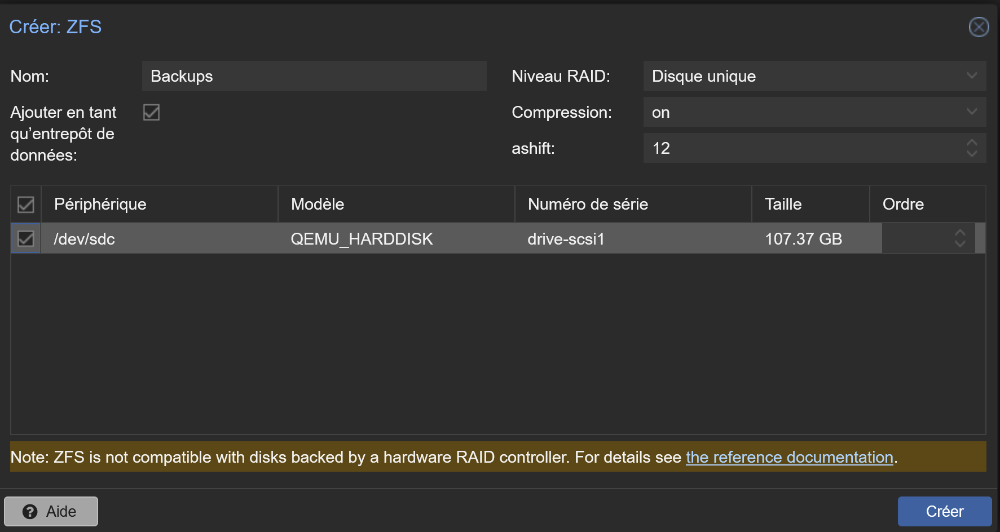 Créer: ZFS
Nom: Backups
Niveau RAID: Disque unique
Ajouter en tant
qu’entrepôt de
données:
Compression: on
ashift: 12
Périphérique Modèle Numéro de série Taille Ordre
/dev/sdc QEMU_HARDDISK drive-scsi1 107.37 GB
Note: ZFS is not compatible with disks backed by a hardware RAID controller. For details see the reference documentation.
Aide
Créer